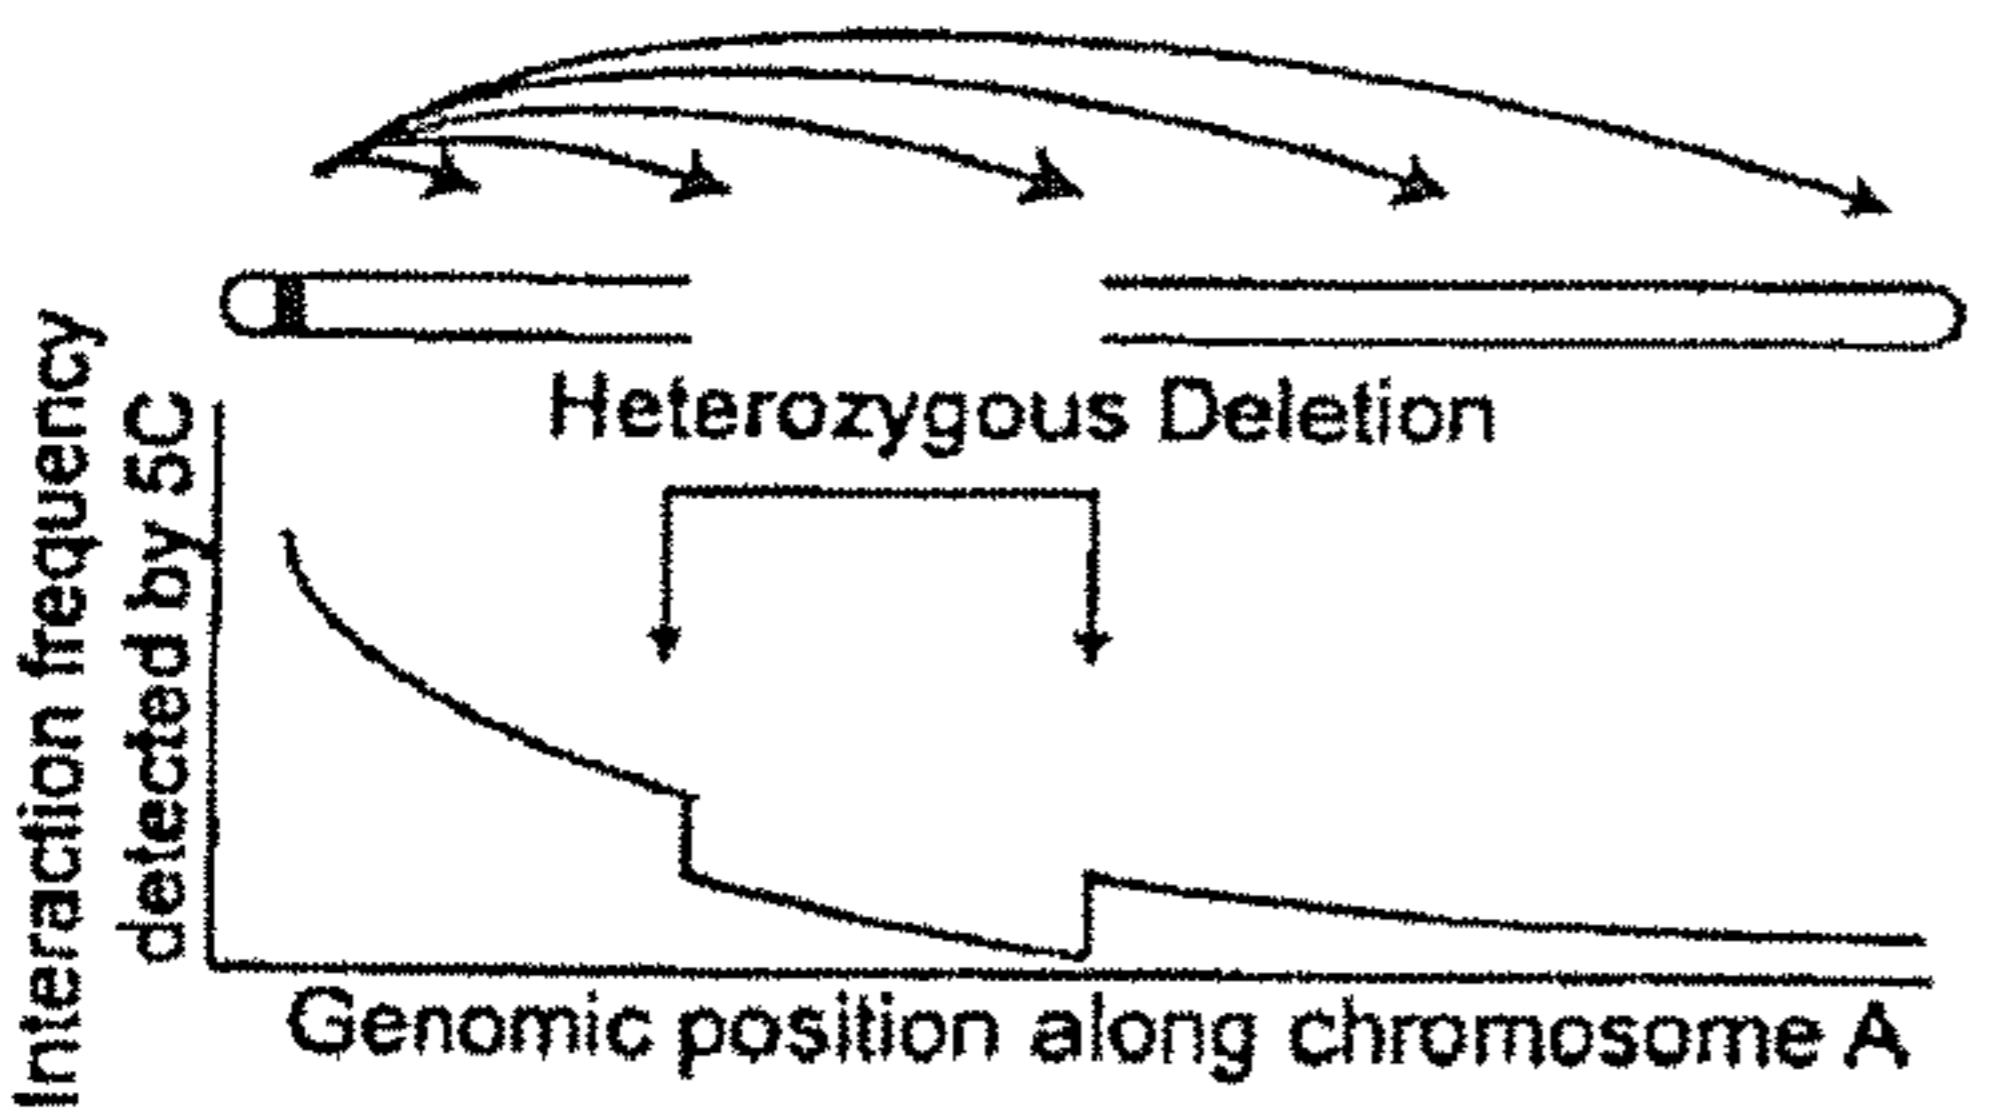 Heterozygous Deletion
Interaction frequency
detected by 5C
Genomic position along chromosome A